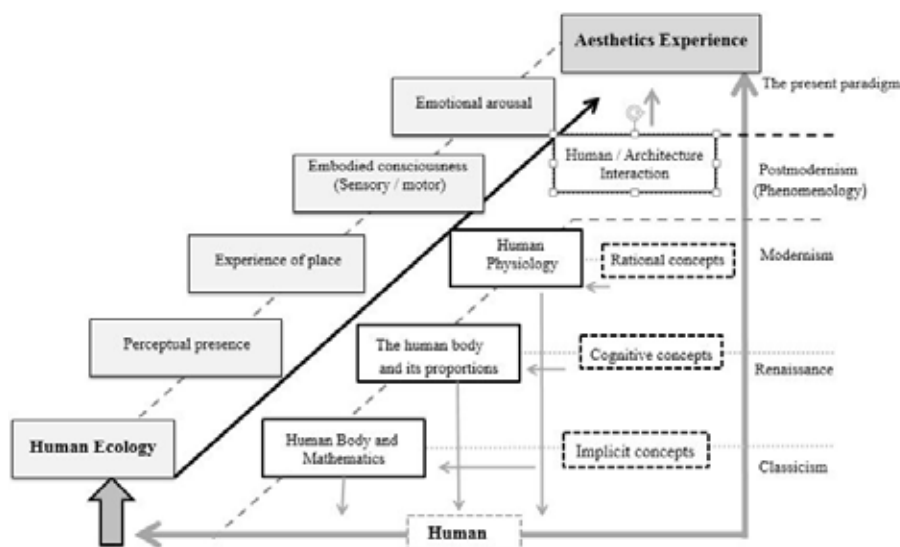 Aesthetics Experience
The present paradigm
Emotional arousal
Human / Architecture
Interaction
Embodied consciousness
(Sensory / motor)
Postmodernism
(Phenomenology)
Experience of place
Human
Physiology
Rational concepts
Modernism
Perceptual presence
The human body
and its proportions
Cognitive concepts
Renaissance
Human Ecology
Human Body and
Mathematics
Implicit concepts
Classicism
Human